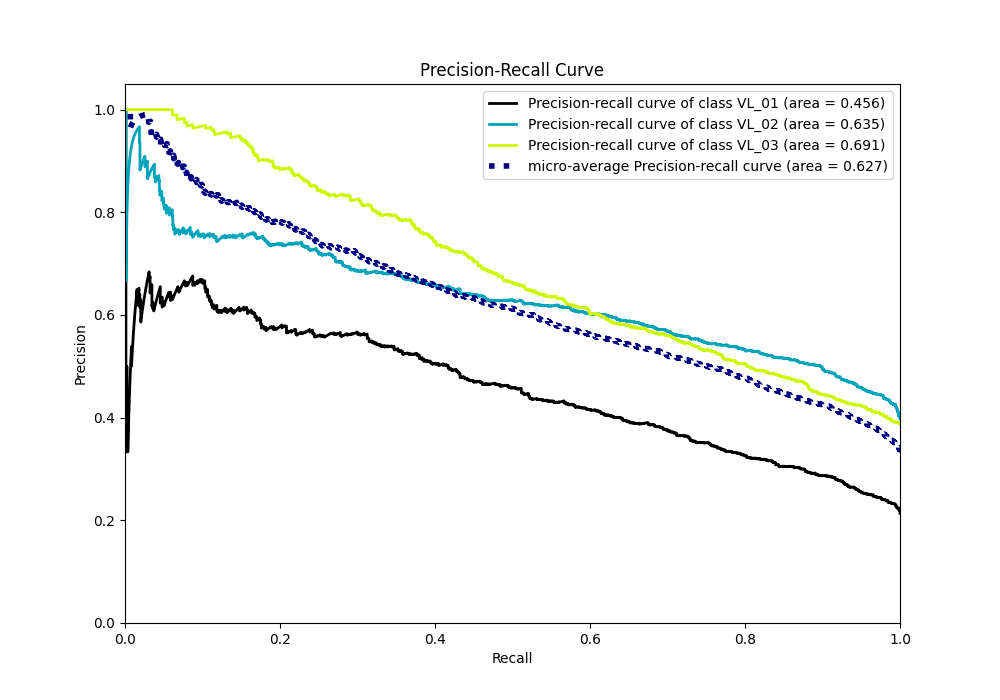 Precision-Recall Curve
Precision-recall curve of class VL_01 (area = 0.456)
Precision-recall curve of class VL_02 (area = 0.635)
Precision-recall curve of class VL_03 (area = 0.691)
micro-average Precision-recall curve (area = 0.627)
1.0
0.8
0.6
0.4
0.2
0.0
Precision
0.0 0.2 0.4 0.6 0.8 1.0
Recall